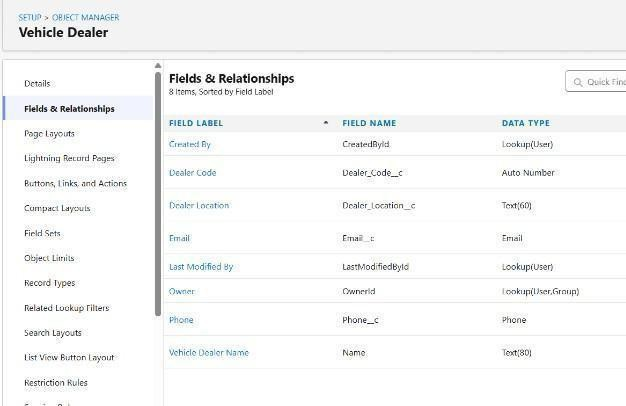 SETUP > OBJECT MANAGER
Vehicle Dealer
Details
Fields & Relationships
Page Layouts
Lightning Record Pages
Buttons, Links, and Actions
Compact Layouts
Field Sets
Object Limits
Record Types
Related Lookup Filters
Search Layouts
List View Button Layout
Restriction Rules
Fields & Relationships
8 Items, Sorted by Field Label
Quick Find
FIELD LABEL FIELD NAME DATA TYPE
Created By CreatedById Lookup(User)
Dealer Code Dealer_Code__c Auto Number
Dealer Location Dealer_Location__c Text(60)
Email Email__c Email
Last Modified By LastModifiedById Lookup(User)
Owner OwnerId Lookup(User,Group)
Phone Phone__c Phone
Vehicle Dealer Name Name Text(80)